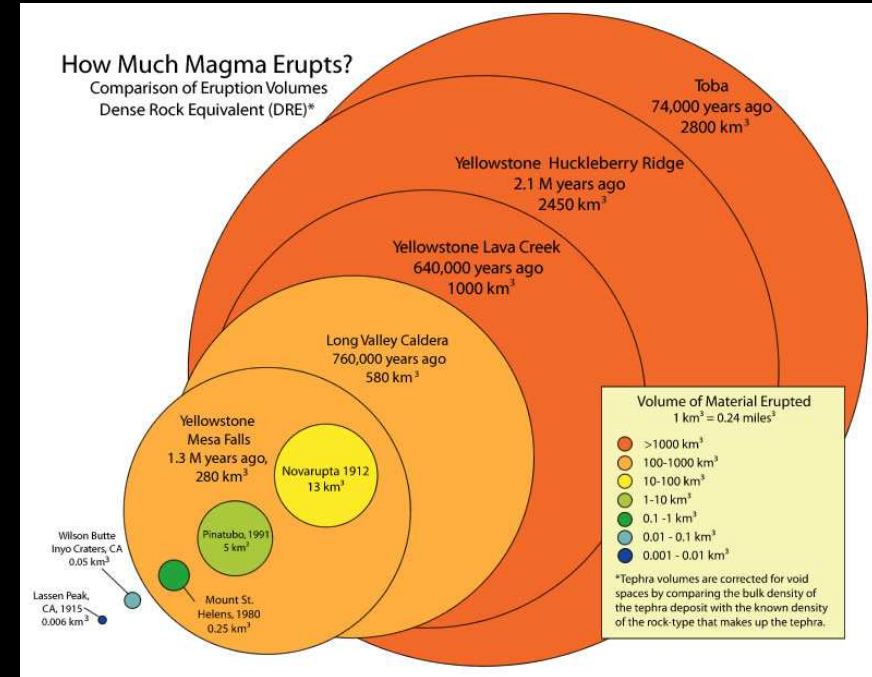 How Much Magma Erupts?
Comparison of Eruption Volumes
Dense Rock Equivalent (DRE)*
Toba
74,000 years ago
2800 km³
Yellowstone Huckleberry Ridge
2.1 M years ago
2450 km³
Yellowstone Lava Creek
640,000 years ago
1000 km³
Long Valley Caldera
760,000 years ago
580 km³
Yellowstone
Mesa Falls
1.3 M years ago,
280 km³
Novarupta 1912
13 km³
Pinatubo, 1991
5 km³
Wilson Butte
Inyo Craters, CA
0.05 km³
Lassen Peak,
CA, 1915
0.006 km³
Mount St.
Helens, 1980
0.25 km³
Volume of Material Erupted
1 km³ = 0.24 miles³
>1000 km³
100-1000 km³
10-100 km³
1-10 km³
0.1 -1 km³
0.01 - 0.1 km³
0.001 - 0.01 km³
*Tephra volumes are corrected for void
spaces by comparing the bulk density of
the tephra deposit with the known density
of the rock-type that makes up the tephra.